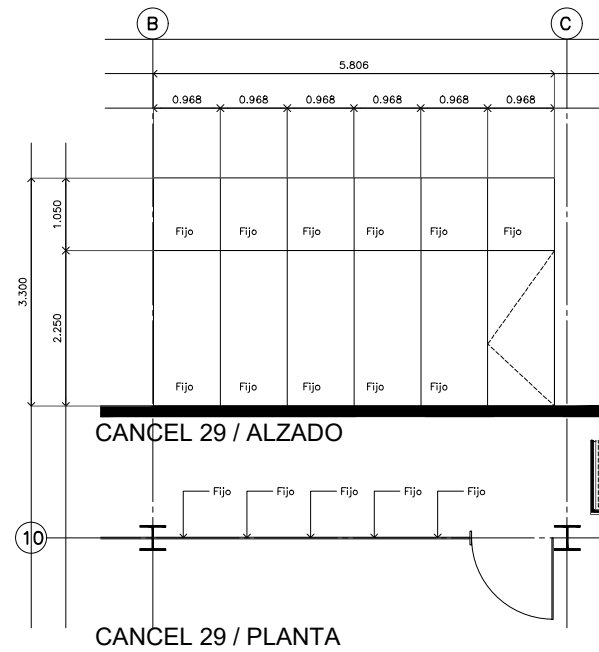 B C
5.806
0.968 0.968 0.968 0.968 0.968 0.968
1.050
Fijo Fijo Fijo Fijo Fijo Fijo
3.300
2.250
Fijo Fijo Fijo Fijo Fijo
CANCEL 29 / ALZADO
Fijo Fijo Fijo Fijo Fijo
10
CANCEL 29 / PLANTA